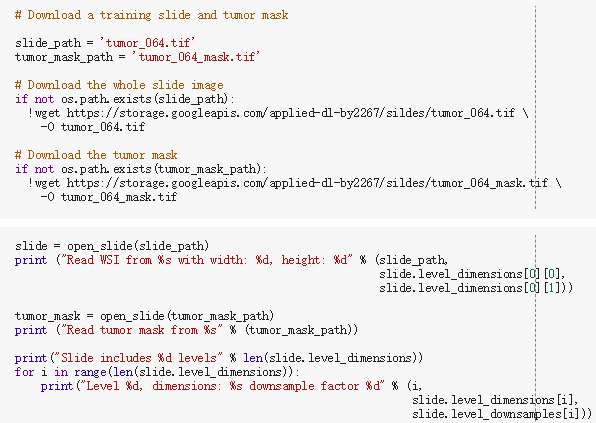 # Download a training slide and tumor mask
slide_path = 'tumor_064.tif'
tumor_mask_path = 'tumor_064_mask.tif'
# Download the whole slide image
if not os.path.exists(slide_path):
!wget https://storage.googleapis.com/applied-dl-by2267/sildes/tumor_064.tif \
-O tumor_064.tif
# Download the tumor mask
if not os.path.exists(tumor_mask_path):
!wget https://storage.googleapis.com/applied-dl-by2267/sildes/tumor_064_mask.tif \
-O tumor_064_mask.tif
slide = open_slide(slide_path)
print ("Read WSI from %s with width: %d, height: %d" % (slide_path,
slide.level_dimensions[0][0],
slide.level_dimensions[0][1]))
tumor_mask = open_slide(tumor_mask_path)
print ("Read tumor mask from %s" % (tumor_mask_path))
print("Slide includes %d levels" % len(slide.level_dimensions))
for i in range(len(slide.level_dimensions)):
print("Level %d, dimensions: %s downsample factor %d" % (i,
slide.level_dimensions[i],
slide.level_downsamples[i]))